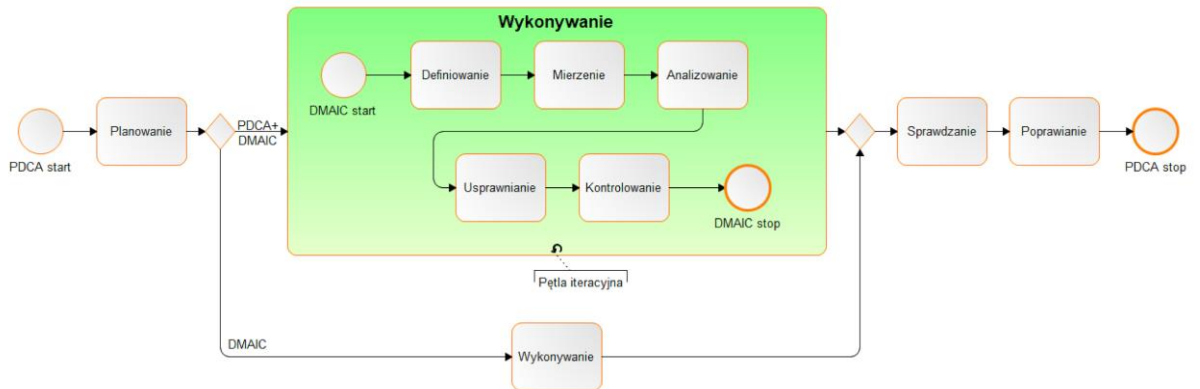 Wykonywanie
DMAIC start
Definiowanie
Mierzenie
Analizowanie
PDCA start
Planowanie
PDCA+
DMAIC
Usprawnianie
Kontrolowanie
DMAIC stop
Sprawdzanie
Poprawianie
PDCA stop
Pętla iteracyjna
DMAIC
Wykonywanie